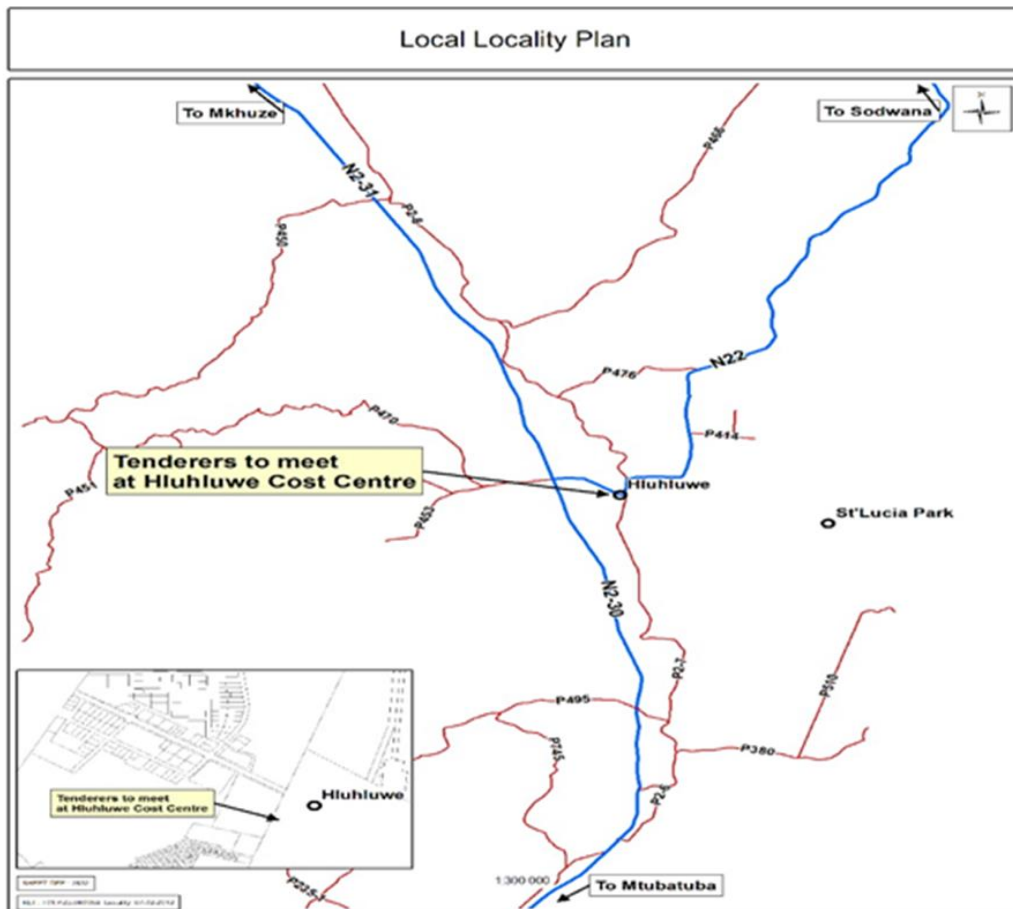 Local Locality Plan
To Mkhuze
To Sodwana
N
P466
N2-31
P2-8
P450
N22
P476
P470
P414
Tenderers to meet
at Hluhluwe Cost Centre
Hluhluwe
P451
P453
St'Lucia Park
N2-30
P2-7
P510
P495
P745
P380
P2-6
Hluhluwe
Tenderers to meet
at Hluhluwe Cost Centre
1:300 000
To Mtubatuba